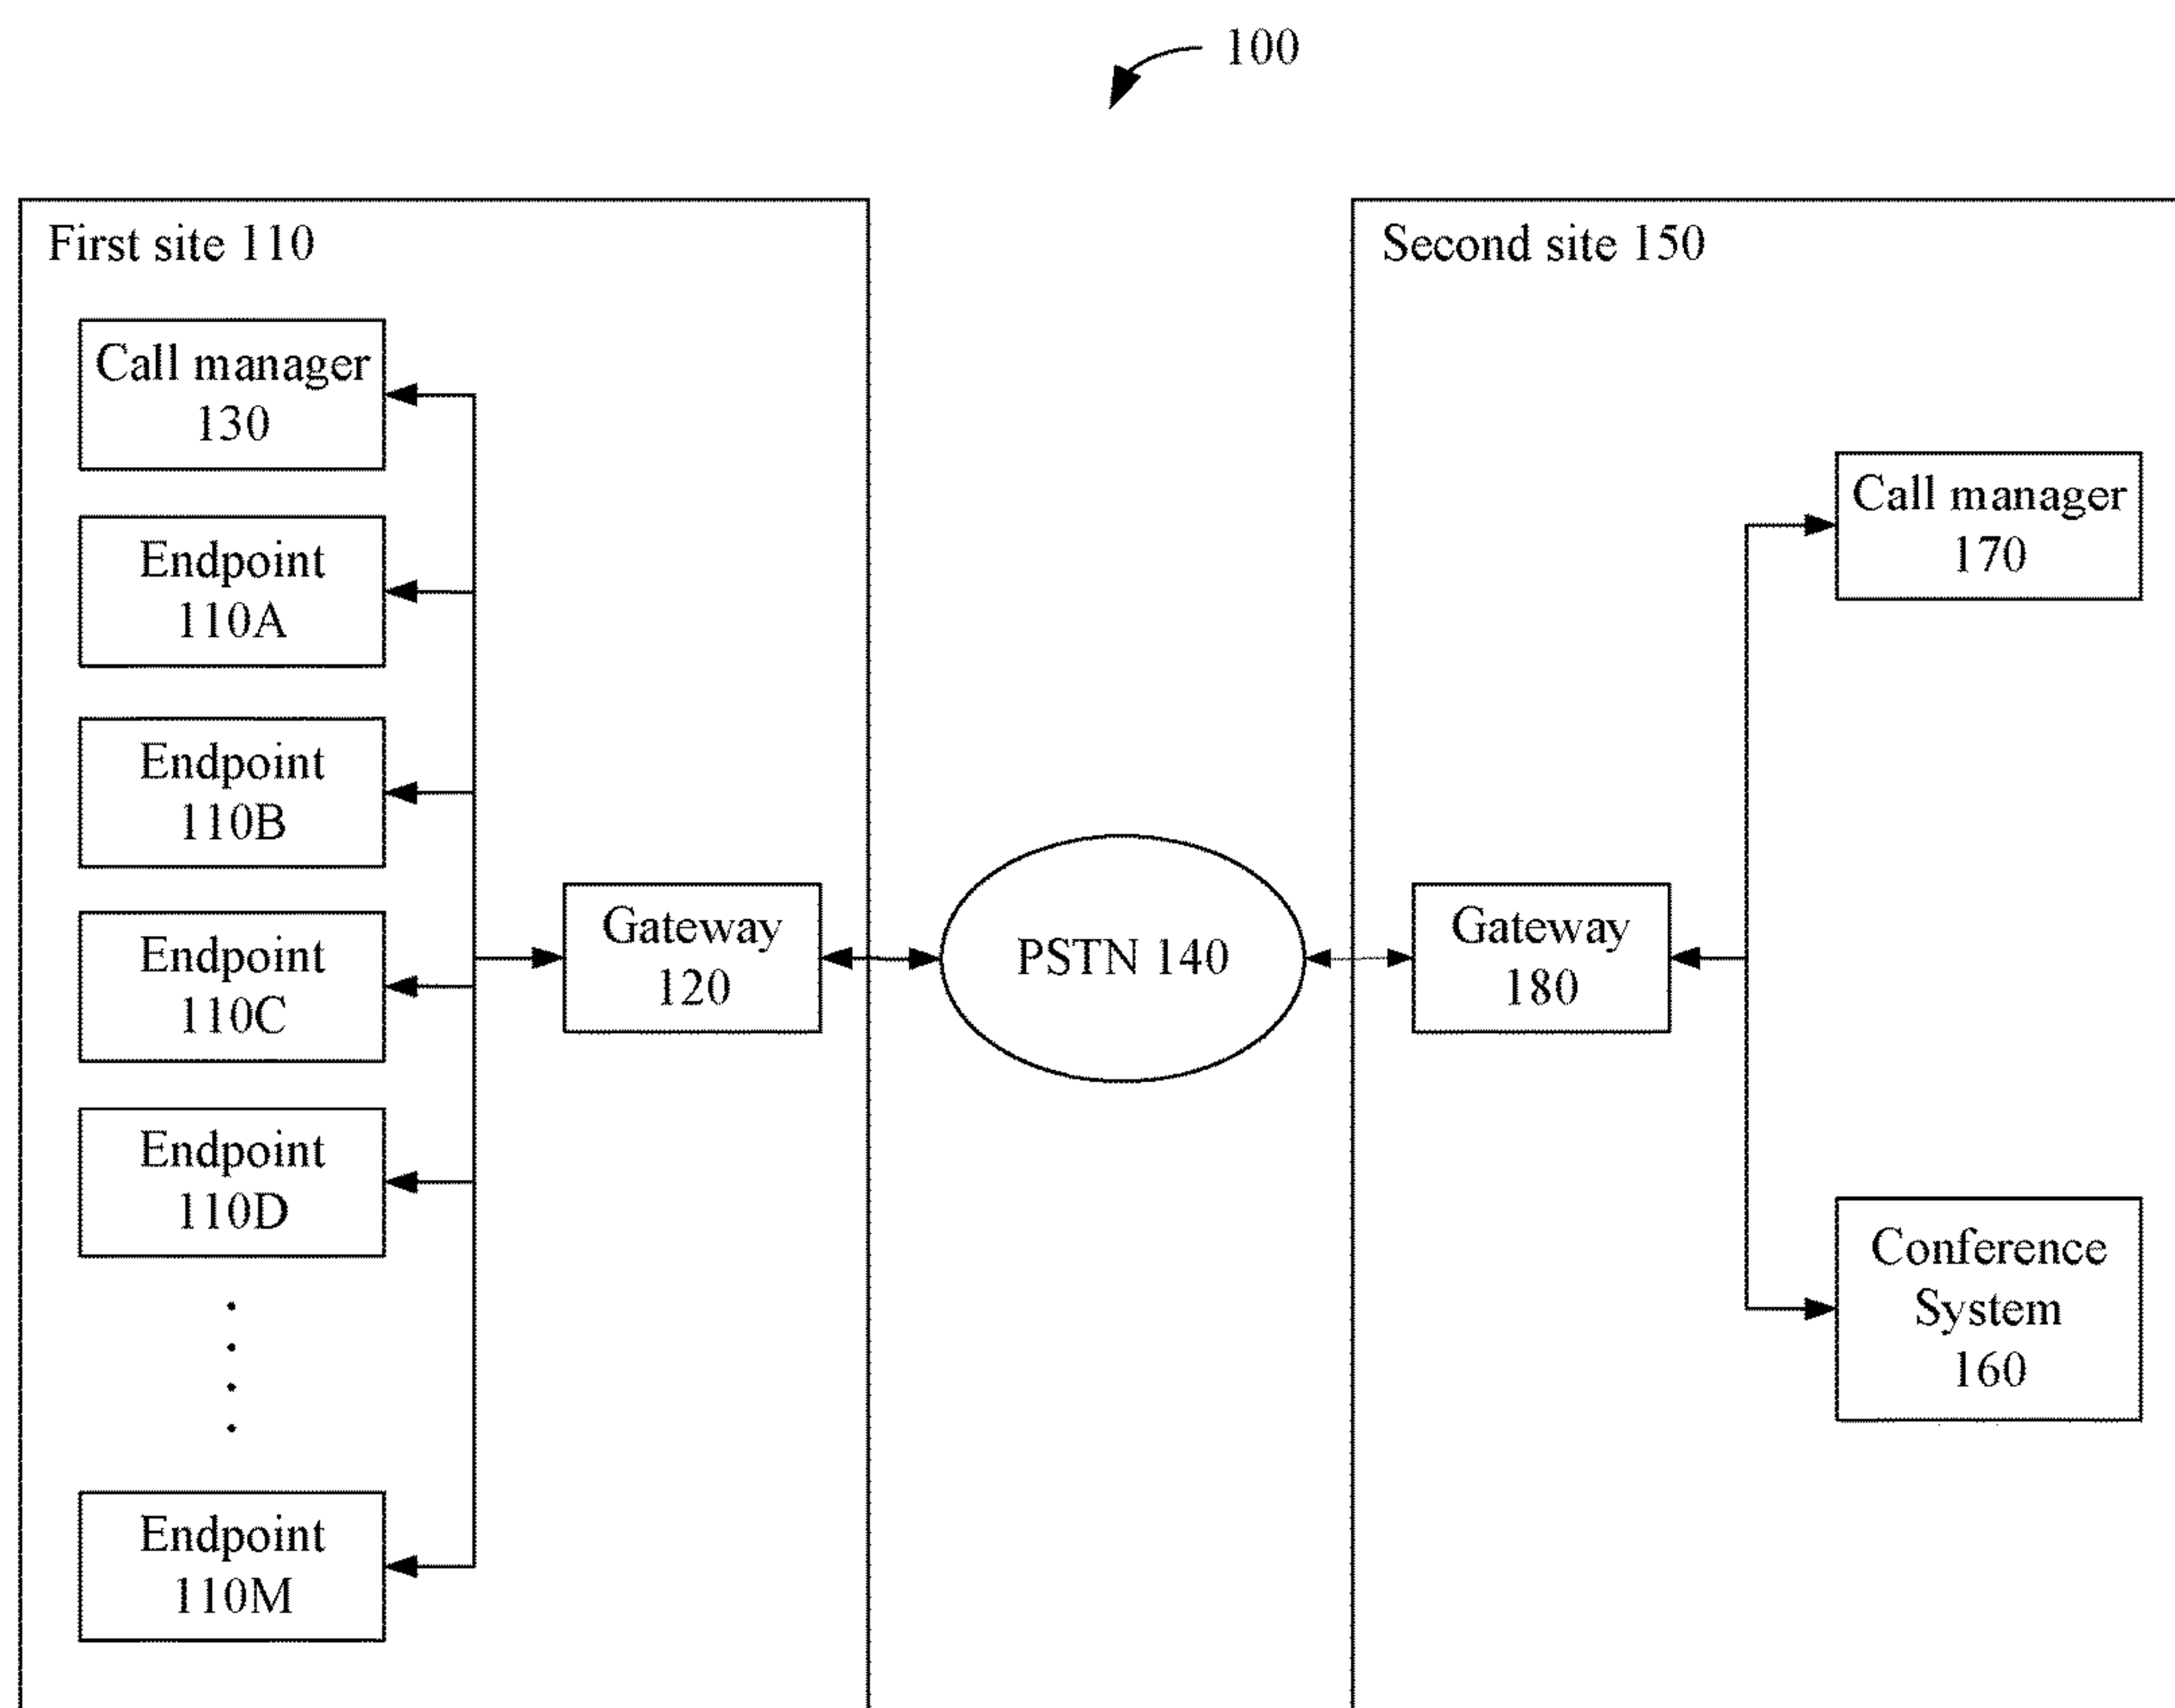 100
First site 110
Call manager
130
Endpoint
110A
Endpoint
110B
Endpoint
110C
Endpoint
110D
Endpoint
110M
Gateway
120
PSTN 140
Second site 150
Gateway
180
Call manager
170
Conference
System
160